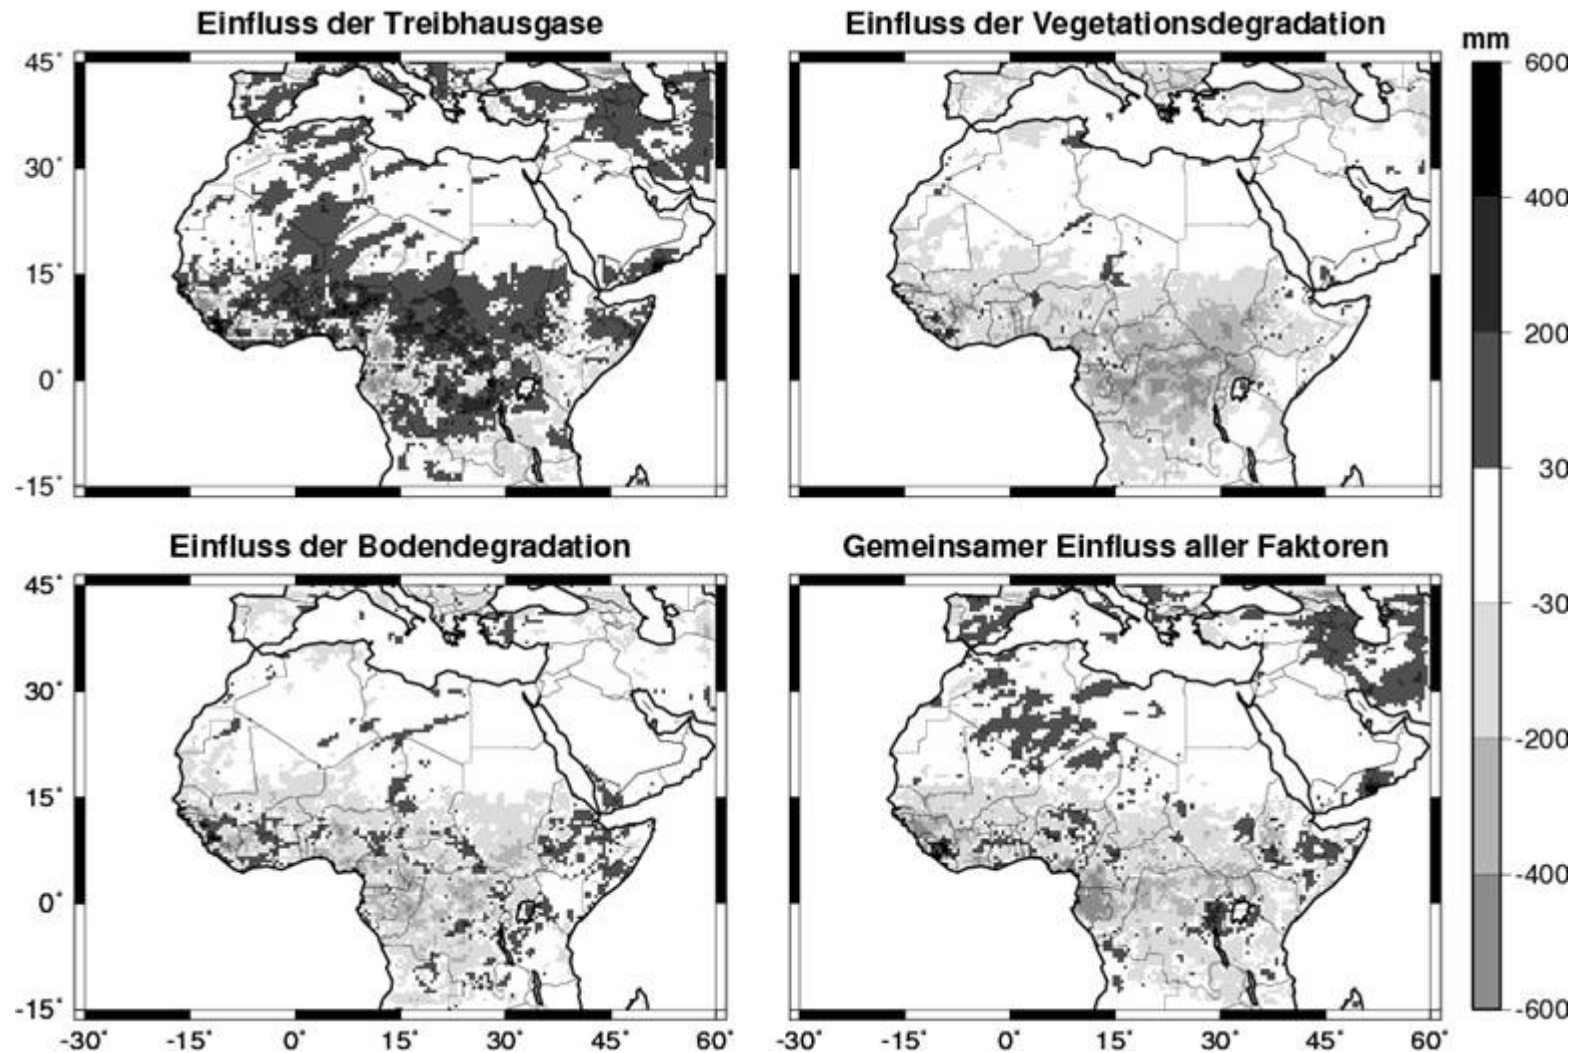 Einfluss der Treibhausgase
Einfluss der Vegetationsdegradation
mm
45°
30°
15°
0°
-15°
600
400
200
30
-30
-200
-400
-600
Einfluss der Bodendegradation
Gemeinsamer Einfluss aller Faktoren
45°
30°
15°
0°
-15°
-30° -15° 0° 15° 30° 45° 60°
-30° -15° 0° 15° 30° 45° 60°